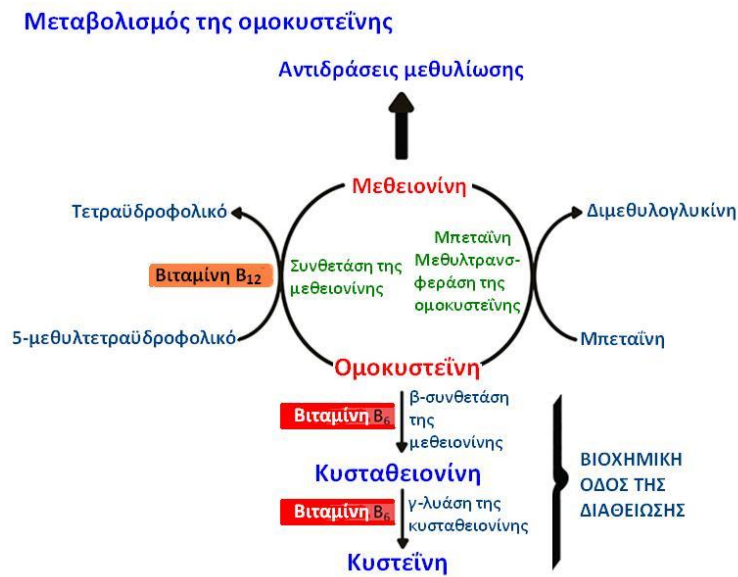 Μεταβολισμός της ομοκυστεΐνης
Αντιδράσεις μεθυλίωσης
Μεθειονίνη
Τετραϋδροφολικό
Διμεθυλογλυκίνη
Βιταμίνη B12
Συνθετάση της
μεθειονίνης
Μπεταΐνη
Μεθυλτρανσ-
φεράση της
ομοκυστεΐνης
5-μεθυλτετραϋδροφολικό
Μπεταΐνη
Ομοκυστεΐνη
Βιταμίνη B6
β-συνθετάση
της
μεθειονίνης
Κυσταθειονίνη
Βιταμίνη B6
γ-λυάση της
κυσταθειονίνης
Κυστεΐνη
ΒΙΟΧΗΜΙΚΗ
ΟΔΟΣ ΤΗΣ
ΔΙΑΘΕΙΩΣΗΣ